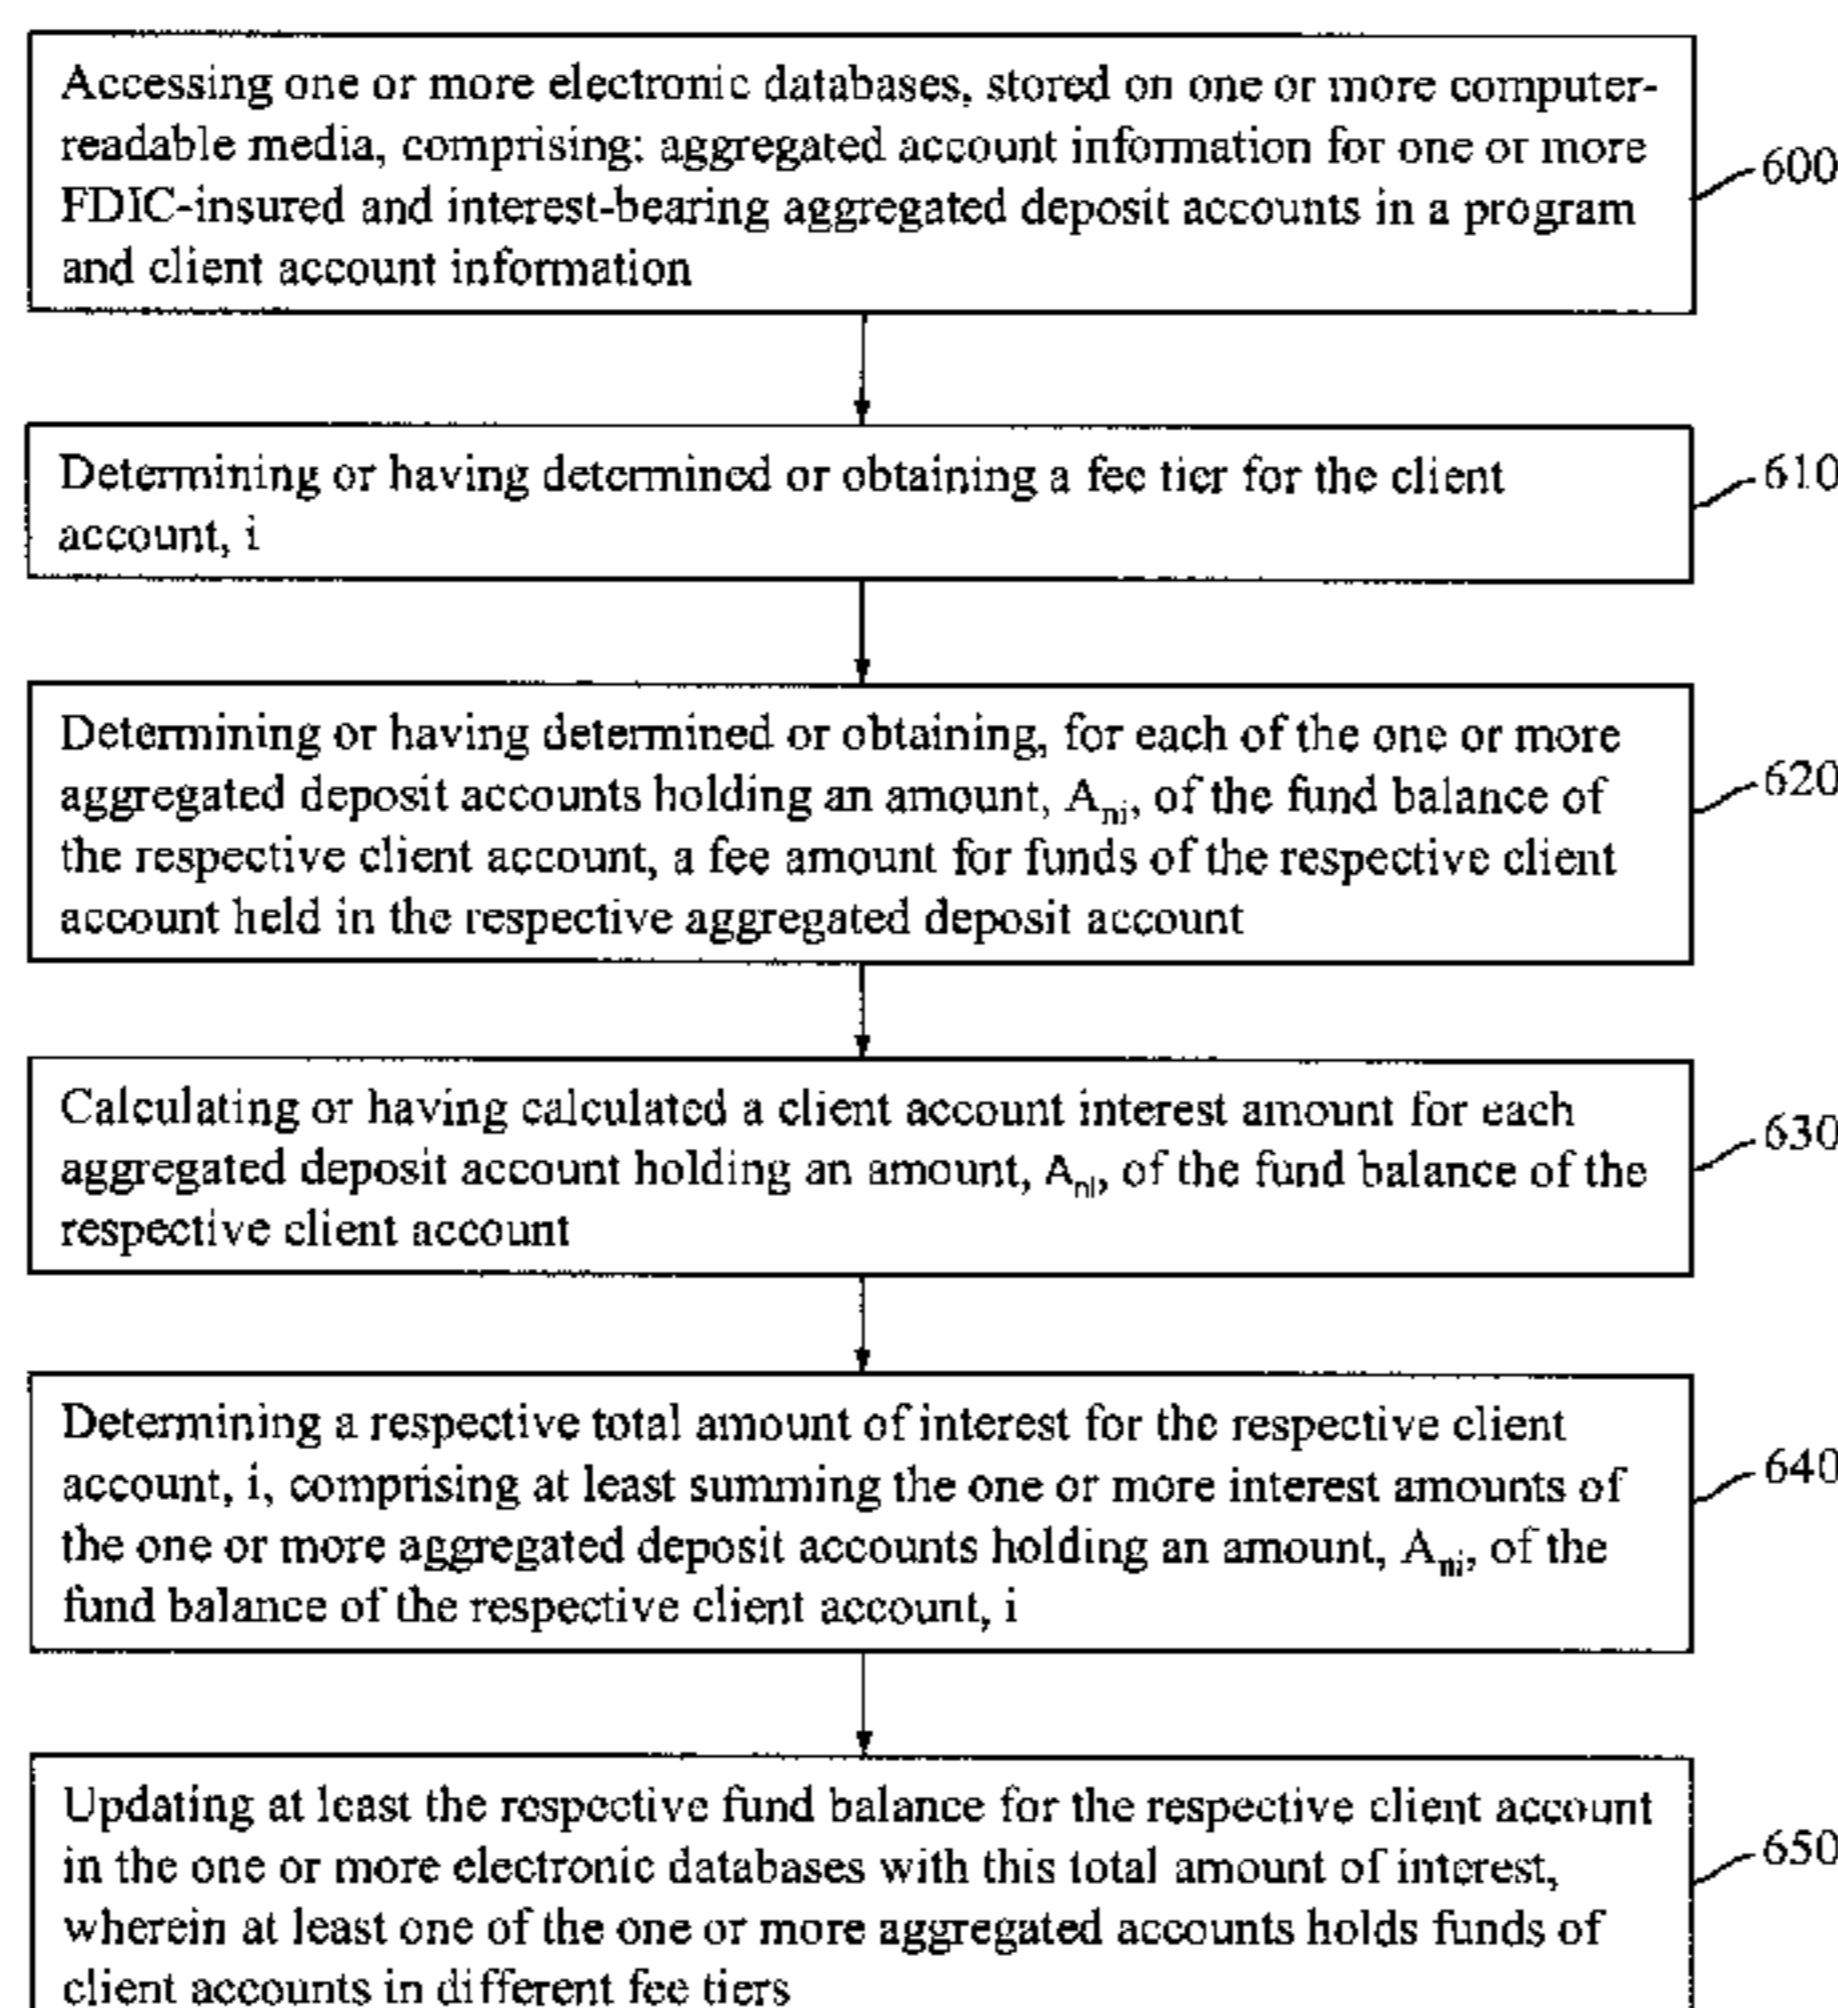 Accessing one or more electronic databases, stored on one or more computer-
readable media, comprising: aggregated account information for one or more
FDIC-insured and interest-bearing aggregated deposit accounts in a program
and client account information
600
Determining or having determined or obtaining a fee tier for the client
account, i
610
Determining or having determined or obtaining, for each of the one or more
aggregated deposit accounts holding an amount, Ani, of the fund balance of
the respective client account, a fee amount for funds of the respective client
account held in the respective aggregated deposit account
620
Calculating or having calculated a client account interest amount for each
aggregated deposit account holding an amount, Ani, of the fund balance of the
respective client account
630
Determining a respective total amount of interest for the respective client
account, i, comprising at least summing the one or more interest amounts of
the one or more aggregated deposit accounts holding an amount, Ani, of the
fund balance of the respective client account, i
640
Updating at least the respective fund balance for the respective client account
in the one or more electronic databases with this total amount of interest,
wherein at least one of the one or more aggregated accounts holds funds of
client accounts in different fee tiers
650